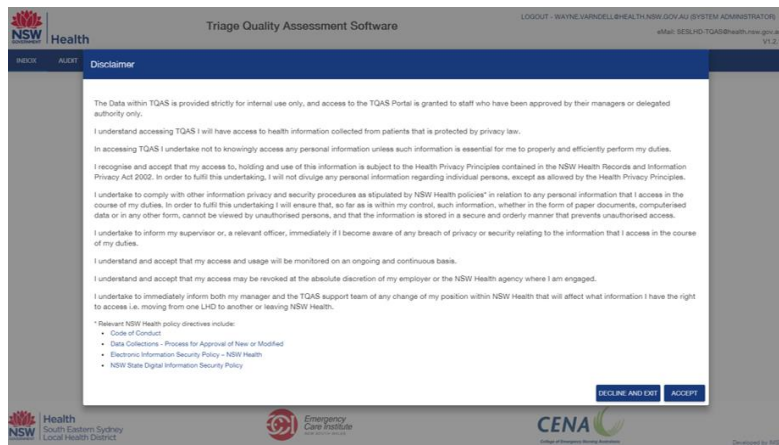 NSW
GOVERNMENT
Health
Triage Quality Assessment Software
LOGOUT - WAYNE.VARNDELL@HEALTH.NSW.GOV.AU (SYSTEM ADMINISTRATOR)
eMail: SESLHD-TQAS@health.nsw.gov.au
V1.2
INBOX
AUDIT
Disclaimer
The Data within TQAS is provided strictly for internal use only, and access to the TQAS Portal is granted to staff who have been approved by their managers or delegated
authority only.
I understand accessing TQAS I will have access to health information collected from patients that is protected by privacy law.
In accessing TQAS I undertake not to knowingly access any personal information unless such information is essential for me to properly and efficiently perform my duties.
I recognise and accept that my access to, holding and use of this information is subject to the Health Privacy Principles contained in the NSW Health Records and Information
Privacy Act 2002. In order to fulfil this undertaking, I will not divulge any personal information regarding individual persons, except as allowed by the Health Privacy Principles.
I undertake to comply with other information privacy and security procedures as stipulated by NSW Health policies* in relation to any personal information that I access in the
course of my duties. In order to fulfil this undertaking I will ensure that, so far as is within my control, such information, whether in the form of paper documents, computerised
data or in any other form, cannot be viewed by unauthorised persons, and that the information is stored in a secure and orderly manner that prevents unauthorised access.
I undertake to inform my supervisor or, a relevant officer, immediately if I become aware of any breach of privacy or security relating to the information that I access in the course
of my duties.
I understand and accept that my access and usage will be monitored on an ongoing and continuous basis.
I understand and accept that my access may be revoked at the absolute discretion of my employer or the NSW Health agency where I am engaged.
I undertake to immediately inform both my manager and the TQAS support team of any change of my position within NSW Health that will affect what information I have the right
to access i.e. moving from one LHD to another or leaving NSW Health.
* Relevant NSW Health policy directives include:
• Code of Conduct
• Data Collections - Process for Approval of New or Modified
• Electronic Information Security Policy – NSW Health
• NSW State Digital Information Security Policy
DECLINE AND EXIT
ACCEPT
NSW
Health
South Eastern Sydney
Local Health District
Emergency
Care Institute
CENA
College of Emergency Nursing Australasia
Developed by